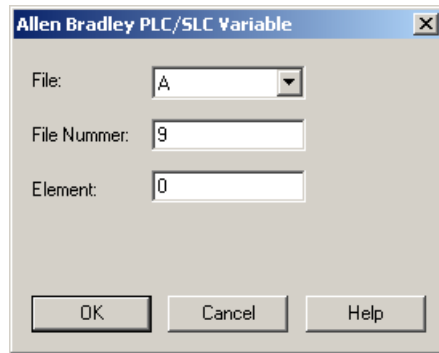 Allen Bradley PLC/SLC Variable
File: A
File Nummer: 9
Element: 0
OK Cancel Help